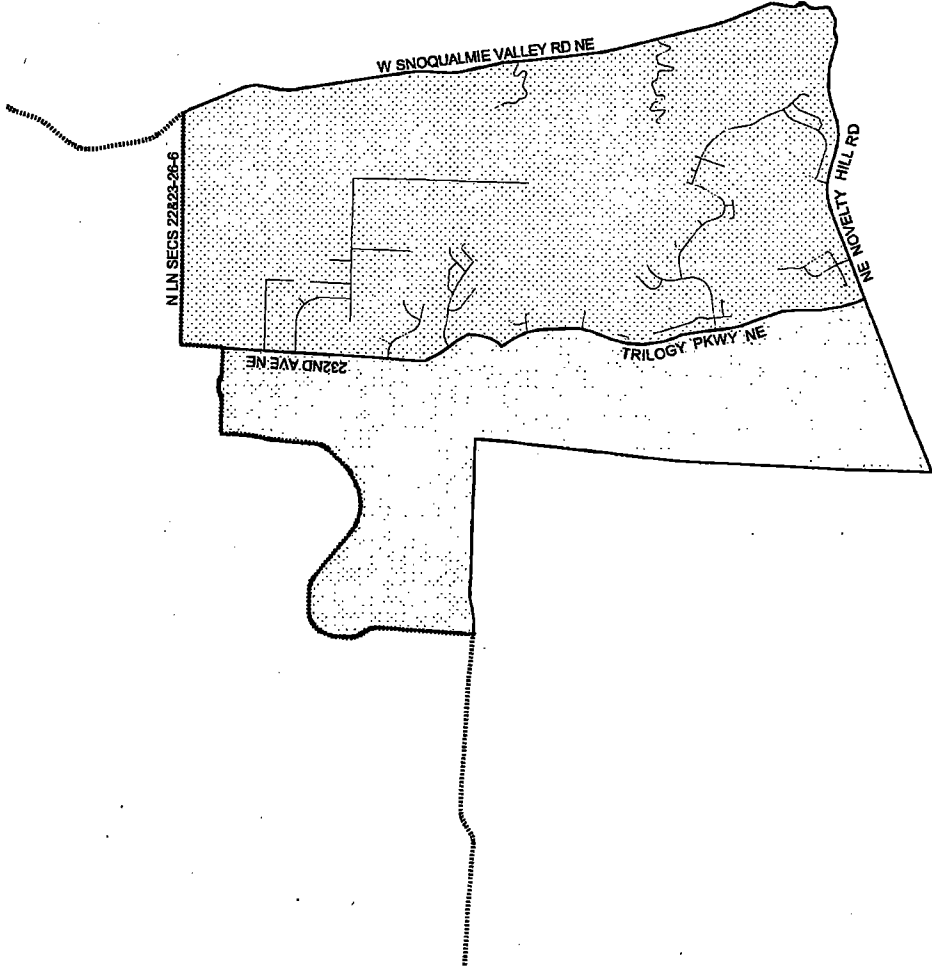 W SNOQUALMIE VALLEY RD NE
N LN SECS 22&23-26-6
NE NOVELTY HILL RD
TRILOGY PKWY NE
232ND AVE NE